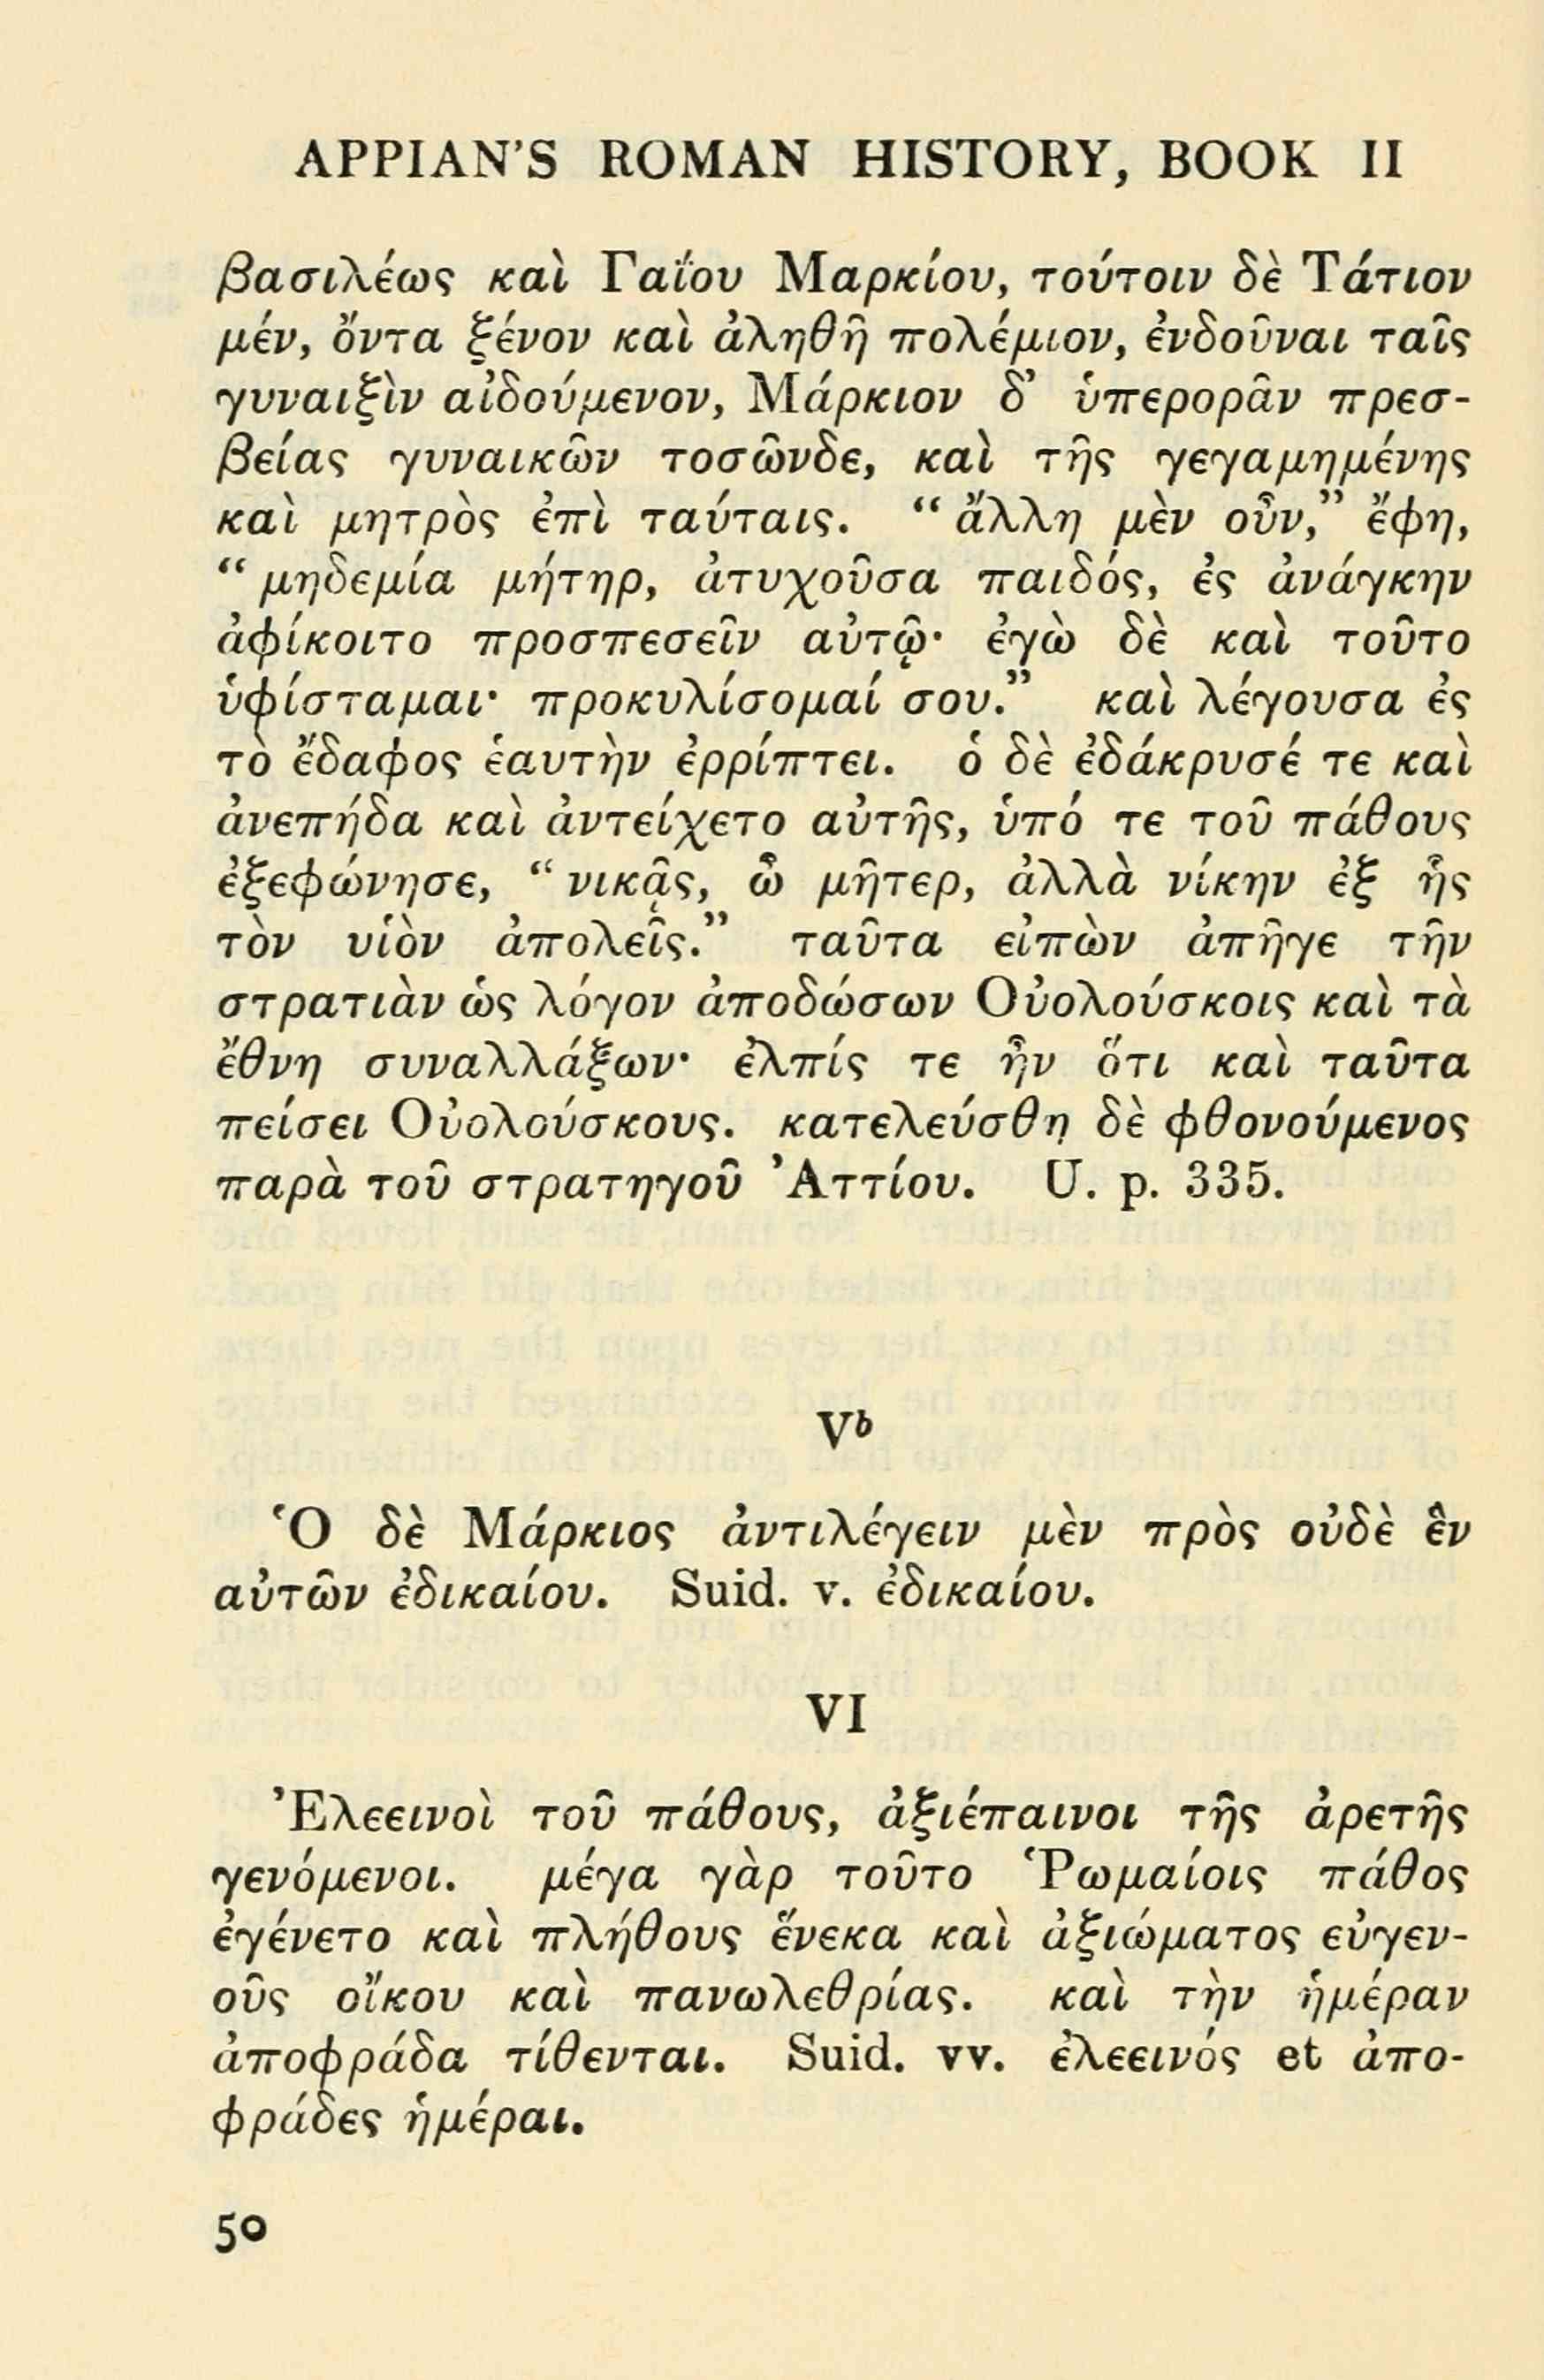 APPIAN'S ROMAN HISTORY, BOOK II
βασιλέως καὶ Γαΐου Μαρκίου, τούτοιν δὲ Τάτιον
μέν, ὄντα ξένον καὶ ἀληθῆ πολέμιον, ἐνδοῦναι ταῖς
γυναιξὶν αἰδούμενον, Μάρκιον δ' ὑπερορᾶν πρεσ-
βείας γυναικῶν τοσῶνδε, καὶ τῆς γεγαμημένης
καὶ μητρὸς ἐπὶ ταύταις. “ ἄλλη μὲν οὖν,” ἔφη,
“ μηδεμία μήτηρ, ἀτυχοῦσα παιδός, ἐς ἀνάγκην
ἀφίκοιτο προσπεσεῖν αὐτῷ· ἐγὼ δὲ καὶ τοῦτο
ὑφίσταμαι· προκυλίσομαί σου.” καὶ λέγουσα ἐς
τὸ ἔδαφος ἑαυτὴν ἐρρίπτει. ὁ δὲ ἐδάκρυσέ τε καὶ
ἀνεπήδα καὶ ἀντείχετο αὐτῆς, ὑπό τε τοῦ πάθους
ἐξεφώνησε, “ νικᾷς, ὦ μῆτερ, ἀλλὰ νίκην ἐξ ἧς
τὸν υἱὸν ἀπολεῖς.” ταῦτα εἰπὼν ἀπῆγε τὴν
στρατιὰν ὡς λόγον ἀποδώσων Οὐολούσκοις καὶ τὰ
ἔθνη συναλλάξων· ἐλπίς τε ἦν ὅτι καὶ ταῦτα
πείσει Οὐολούσκους. κατελεύσθη δὲ φθονούμενος
παρὰ τοῦ στρατηγοῦ Ἀττίου. U. p. 335.
Vb
Ὁ δὲ Μάρκιος ἀντιλέγειν μὲν πρὸς οὐδὲ ἓν
αὐτῶν ἐδικαίου. Suid. v. ἐδικαίου.
VI
Ἐλεεινοὶ τοῦ πάθους, ἀξιέπαινοι τῆς ἀρετῆς
γενόμενοι. μέγα γὰρ τοῦτο Ῥωμαίοις πάθος
ἐγένετο καὶ πλήθους ἕνεκα καὶ ἀξιώματος εὐγεν-
οῦς οἴκου καὶ πανωλεθρίας. καὶ τὴν ἡμέραν
ἀποφράδα τίθενται. Suid. vv. ἐλεεινός et ἀπο-
φράδες ἡμέραι.
50